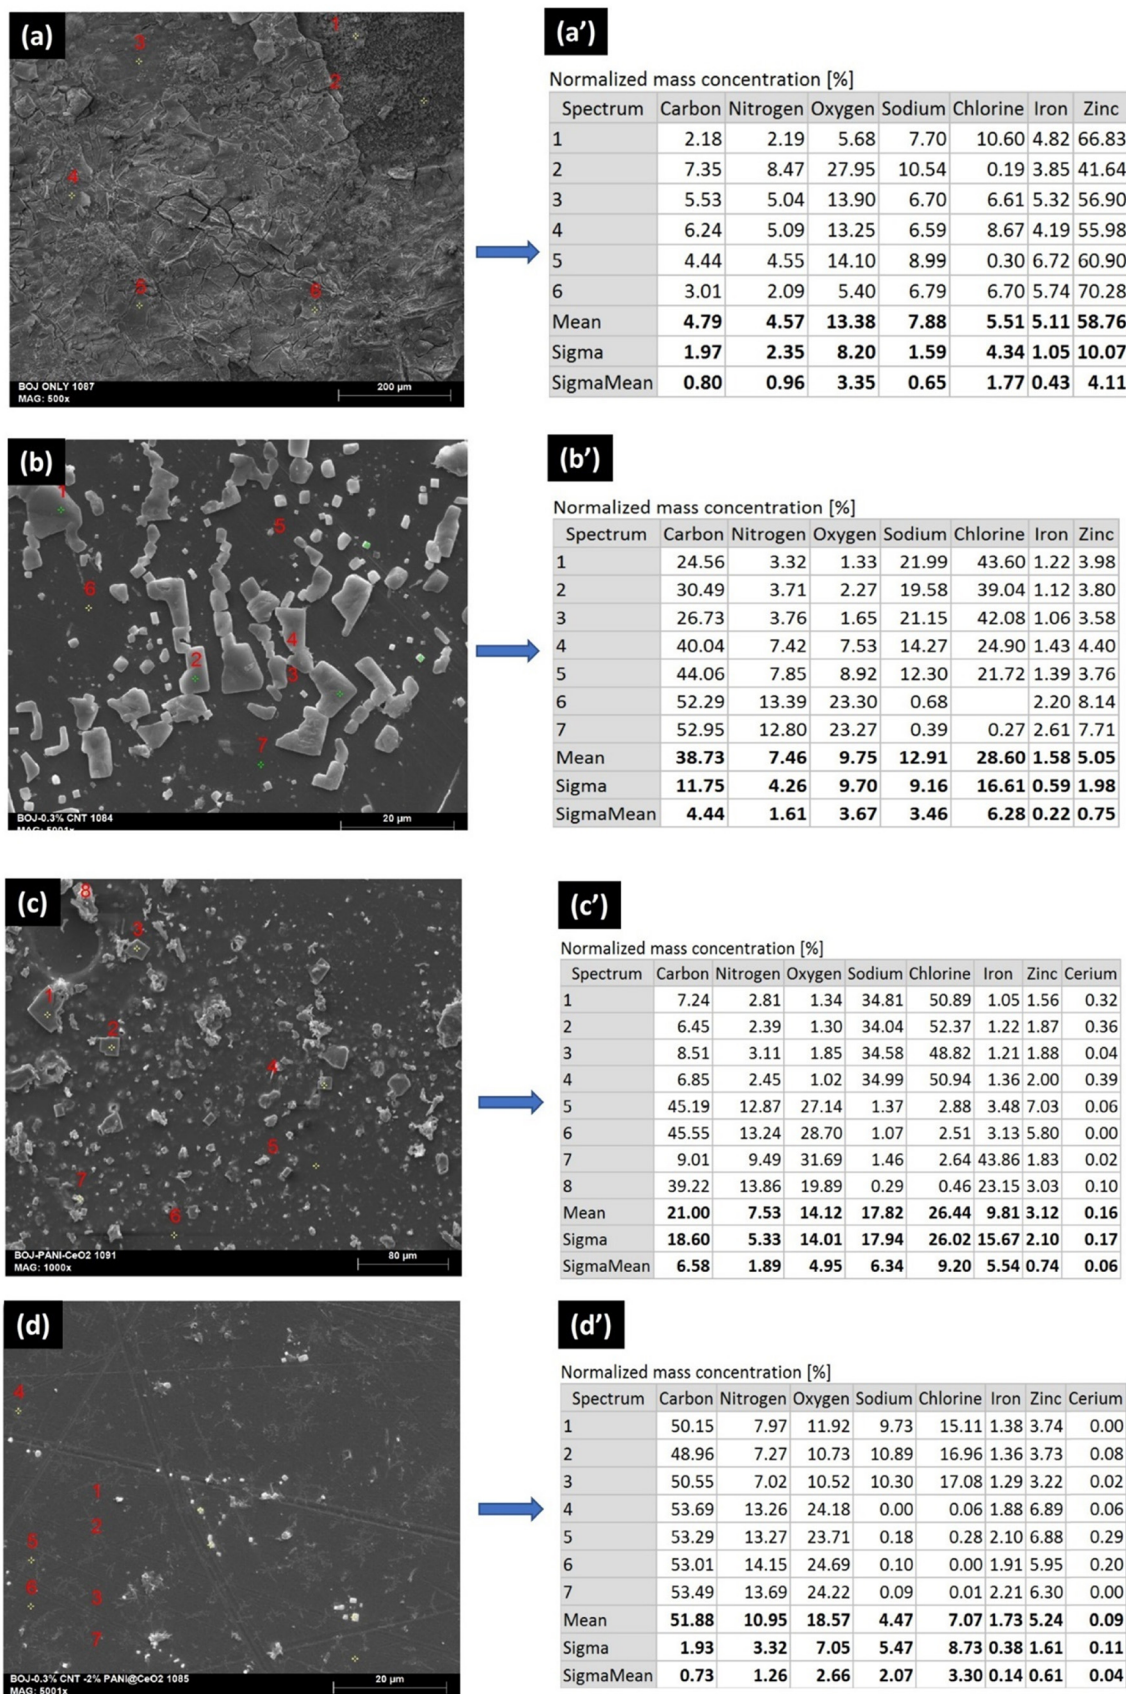 (a)
1
3
2
4
5
6
BOJ ONLY 1087
MAG: 500x
200 µm
(a')
Normalized mass concentration [%]
Spectrum Carbon Nitrogen Oxygen Sodium Chlorine Iron Zinc
1 2.18 2.19 5.68 7.70 10.60 4.82 66.83
2 7.35 8.47 27.95 10.54 0.19 3.85 41.64
3 5.53 5.04 13.90 6.70 6.61 5.32 56.90
4 6.24 5.09 13.25 6.59 8.67 4.19 55.98
5 4.44 4.55 14.10 8.99 0.30 6.72 60.90
6 3.01 2.09 5.40 6.79 6.70 5.74 70.28
Mean 4.79 4.57 13.38 7.88 5.51 5.11 58.76
Sigma 1.97 2.35 8.20 1.59 4.34 1.05 10.07
SigmaMean 0.80 0.96 3.35 0.65 1.77 0.43 4.11
(b)
1
5
6
4
2
3
7
BOJ-0.3% CNT 1084
MAG: 5001x
20 µm
(b')
Normalized mass concentration [%]
Spectrum Carbon Nitrogen Oxygen Sodium Chlorine Iron Zinc
1 24.56 3.32 1.33 21.99 43.60 1.22 3.98
2 30.49 3.71 2.27 19.58 39.04 1.12 3.80
3 26.73 3.76 1.65 21.15 42.08 1.06 3.58
4 40.04 7.42 7.53 14.27 24.90 1.43 4.40
5 44.06 7.85 8.92 12.30 21.72 1.39 3.76
6 52.29 13.39 23.30 0.68 2.20 8.14
7 52.95 12.80 23.27 0.39 0.27 2.61 7.71
Mean 38.73 7.46 9.75 12.91 28.60 1.58 5.05
Sigma 11.75 4.26 9.70 9.16 16.61 0.59 1.98
SigmaMean 4.44 1.61 3.67 3.46 6.28 0.22 0.75
(c)
8
3
1
2
4
7
6
BOJ-PANI-CeO2 1091
MAG: 1000x
80 µm
(c')
Normalized mass concentration [%]
Spectrum Carbon Nitrogen Oxygen Sodium Chlorine Iron Zinc Cerium
1 7.24 2.81 1.34 34.81 50.89 1.05 1.56 0.32
2 6.45 2.39 1.30 34.04 52.37 1.22 1.87 0.36
3 8.51 3.11 1.85 34.58 48.82 1.21 1.88 0.04
4 6.85 2.45 1.02 34.99 50.94 1.36 2.00 0.39
5 45.19 12.87 27.14 1.37 2.88 3.48 7.03 0.06
6 45.55 13.24 28.70 1.07 2.51 3.13 5.80 0.00
7 9.01 9.49 31.69 1.46 2.64 43.86 1.83 0.02
8 39.22 13.86 19.89 0.29 0.46 23.15 3.03 0.10
Mean 21.00 7.53 14.12 17.82 26.44 9.81 3.12 0.16
Sigma 18.60 5.33 14.01 17.94 26.02 15.67 2.10 0.17
SigmaMean 6.58 1.89 4.95 6.34 9.20 5.54 0.74 0.06
(d)
4
1
2
5
6
3
7
BOJ-0.3% CNT -2% PANI@CeO2 1085
MAG: 5001x
20 µm
(d')
Normalized mass concentration [%]
Spectrum Carbon Nitrogen Oxygen Sodium Chlorine Iron Zinc Cerium
1 50.15 7.97 11.92 9.73 15.11 1.38 3.74 0.00
2 48.96 7.27 10.73 10.89 16.96 1.36 3.73 0.08
3 50.55 7.02 10.52 10.30 17.08 1.29 3.22 0.02
4 53.69 13.26 24.18 0.00 0.06 1.88 6.89 0.06
5 53.29 13.27 23.71 0.18 0.28 2.10 6.88 0.29
6 53.01 14.15 24.69 0.10 0.00 1.91 5.95 0.20
7 53.49 13.69 24.22 0.09 0.01 2.21 6.30 0.00
Mean 51.88 10.95 18.57 4.47 7.07 1.73 5.24 0.09
Sigma 1.93 3.32 7.05 5.47 8.73 0.38 1.61 0.11
SigmaMean 0.73 1.26 2.66 2.07 3.30 0.14 0.61 0.04